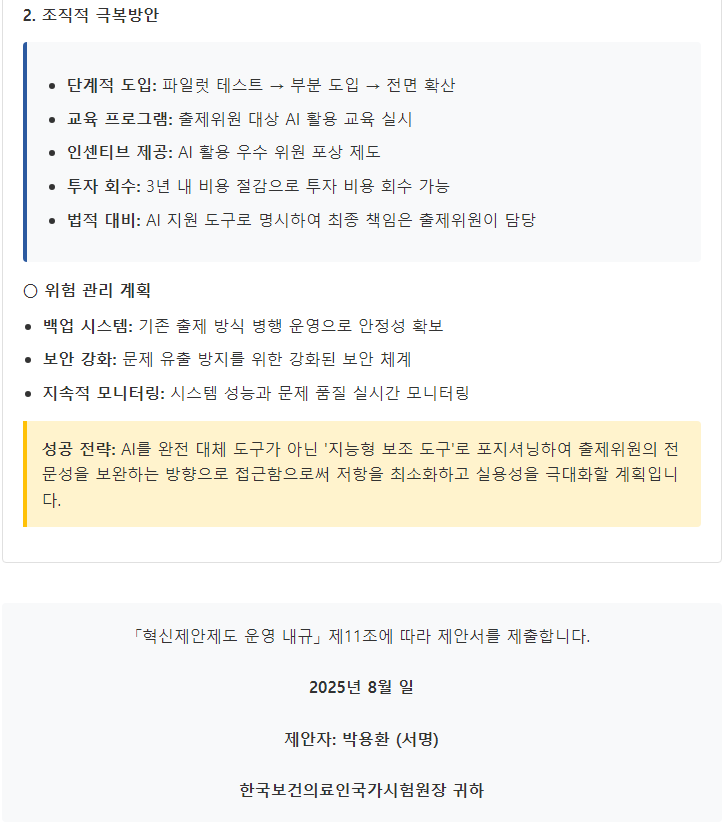 2. 조직적 극복방안
• 단계적 도입: 파일럿 테스트 → 부분 도입 → 전면 확산
• 교육 프로그램: 출제위원 대상 AI 활용 교육 실시
• 인센티브 제공: AI 활용 우수 위원 포상 제도
• 투자 회수: 3년 내 비용 절감으로 투자 비용 회수 가능
• 법적 대비: AI 지원 도구로 명시하여 최종 책임은 출제위원이 담당
○ 위험 관리 계획
• 백업 시스템: 기존 출제 방식 병행 운영으로 안정성 확보
• 보안 강화: 문제 유출 방지를 위한 강화된 보안 체계
• 지속적 모니터링: 시스템 성능과 문제 품질 실시간 모니터링
성공 전략: AI를 완전 대체 도구가 아닌 '지능형 보조 도구'로 포지셔닝하여 출제위원의 전
문성을 보완하는 방향으로 접근함으로써 저항을 최소화하고 실용성을 극대화할 계획입니
다.
「혁신제안제도 운영 내규」 제11조에 따라 제안서를 제출합니다.
2025년 8월 일
제안자: 박용환 (서명)
한국보건의료인국가시험원장 귀하